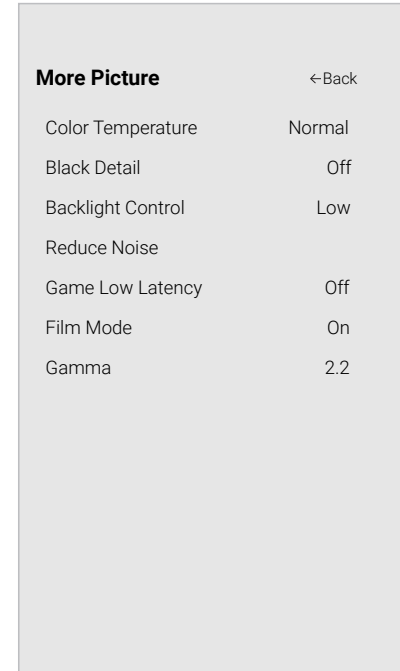 More Picture ←Back
Color Temperature Normal
Black Detail Off
Backlight Control Low
Reduce Noise
Game Low Latency Off
Film Mode On
Gamma 2.2